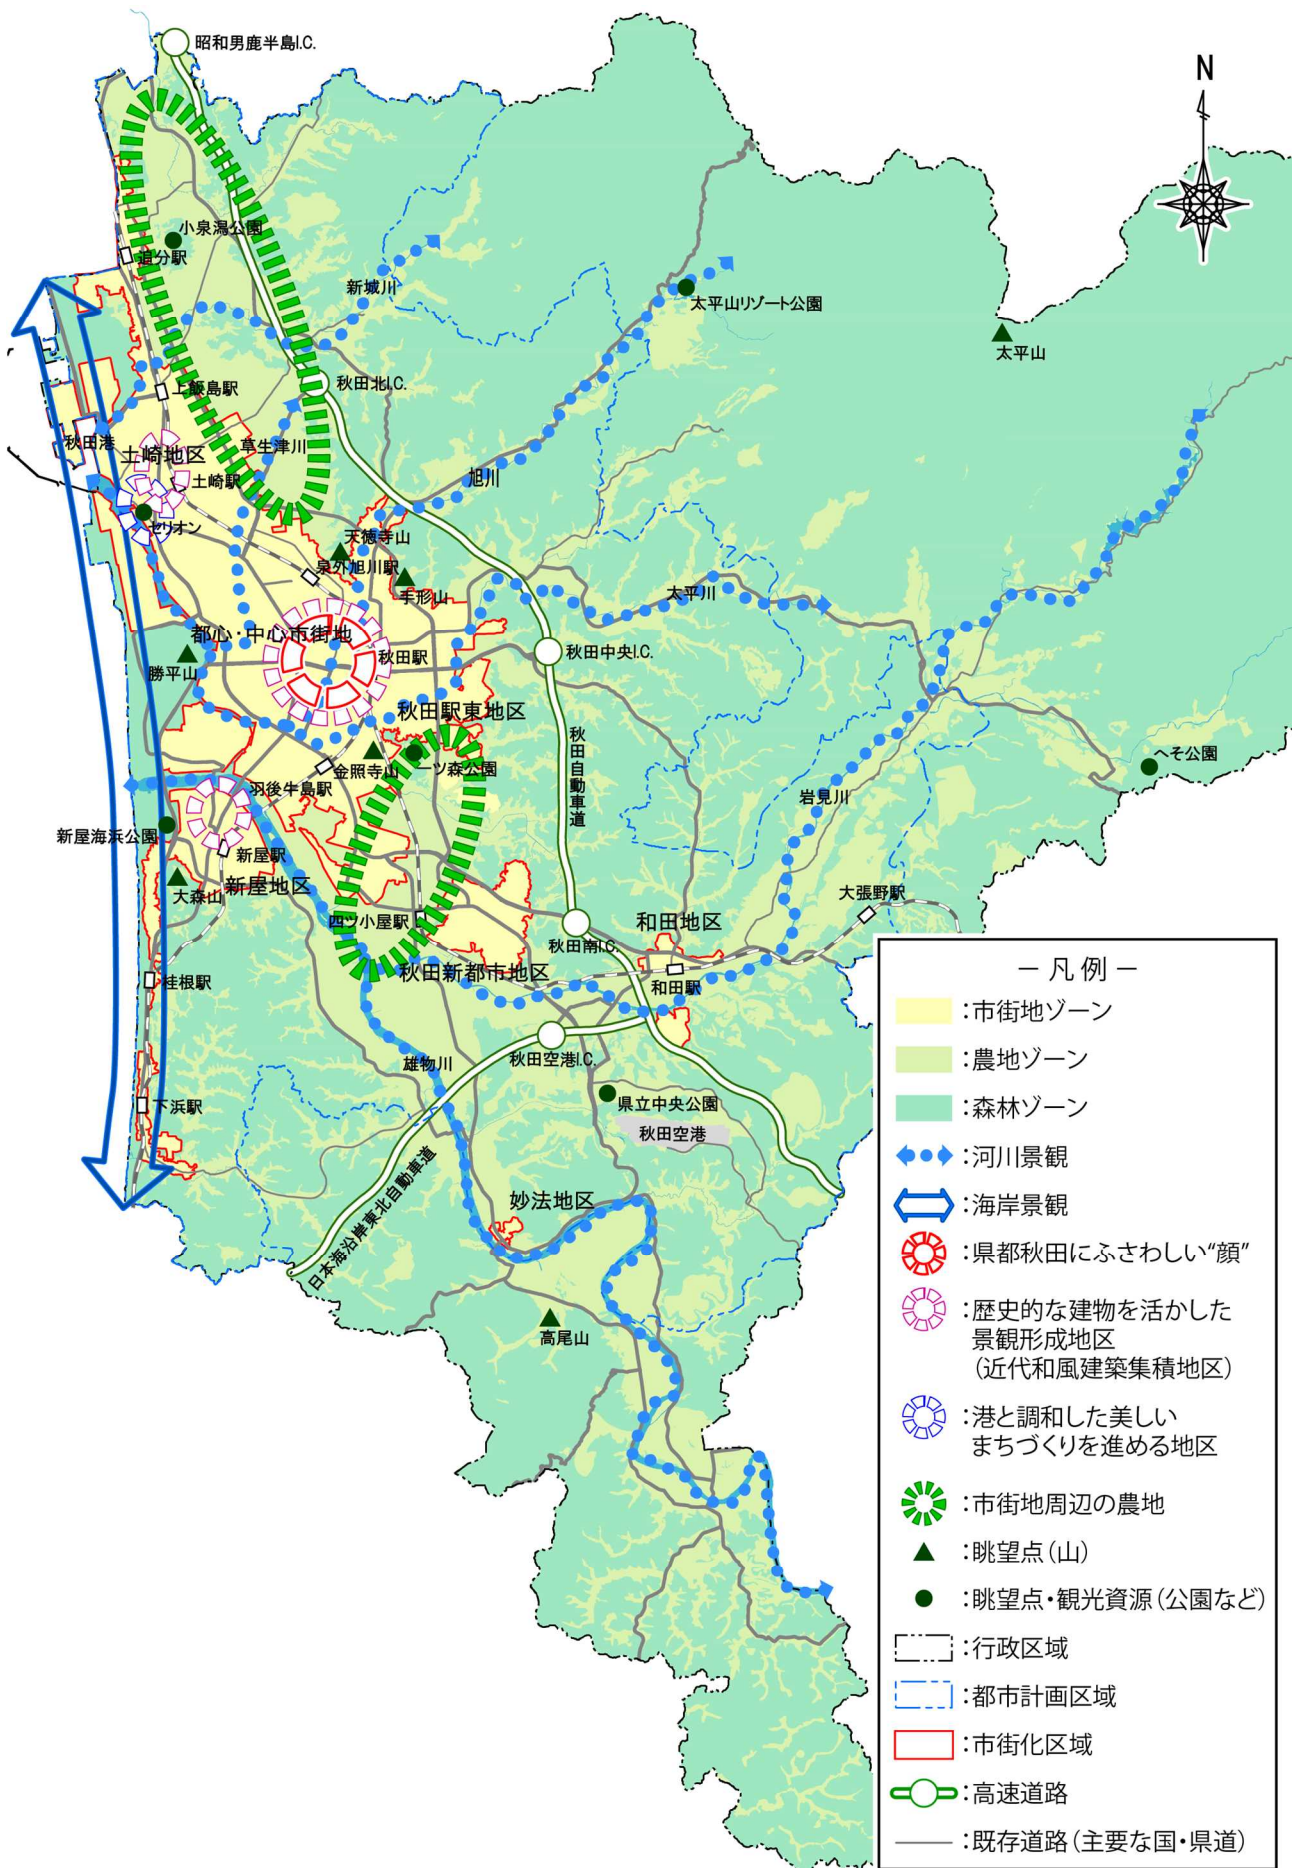 昭和男鹿半島I.C.
N
小泉潟公園
追分駅
新城川
太平山リゾート公園
太平山
秋田北I.C.
上飯島駅
秋田港
土崎地区
草生津川
土崎駅
旭川
セリオン
天徳寺山
泉外旭川駅
手形山
太平川
都心・中心市街地
秋田駅
秋田中央I.C.
勝平山
秋田駅東地区
秋田自動車道
金照寺山
一ツ森公園
へそ公園
羽後牛島駅
岩見川
新屋海浜公園
新屋駅
大森山
新屋地区
大張野駅
四ツ小屋駅
和田地区
秋田南I.C.
秋田新都市地区
桂根駅
和田駅
秋田空港I.C.
雄物川
県立中央公園
下浜駅
秋田空港
日本海沿岸東北自動車道
妙法地区
高尾山
－凡例－
:市街地ゾーン
:農地ゾーン
:森林ゾーン
:河川景観
:海岸景観
:県都秋田にふさわしい“顔”
:歴史的な建物を活かした
景観形成地区
(近代和風建築集積地区)
:港と調和した美しい
まちづくりを進める地区
:市街地周辺の農地
:眺望点(山)
:眺望点・観光資源(公園など)
:行政区域
:都市計画区域
:市街化区域
:高速道路
:既存道路(主要な国・県道)